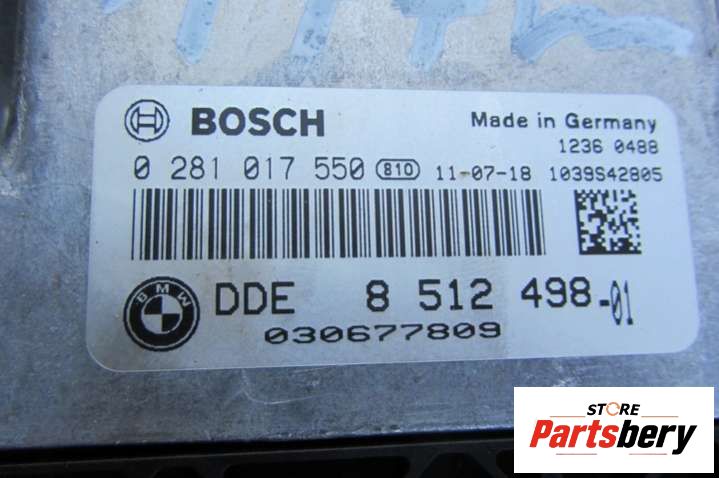 BOSCH
Made in Germany
1236 0488
0 281 017 550 810 11-07-18 1039S42805
BMW DDE 8 512 498-01
030677809
STORE
Partsbery